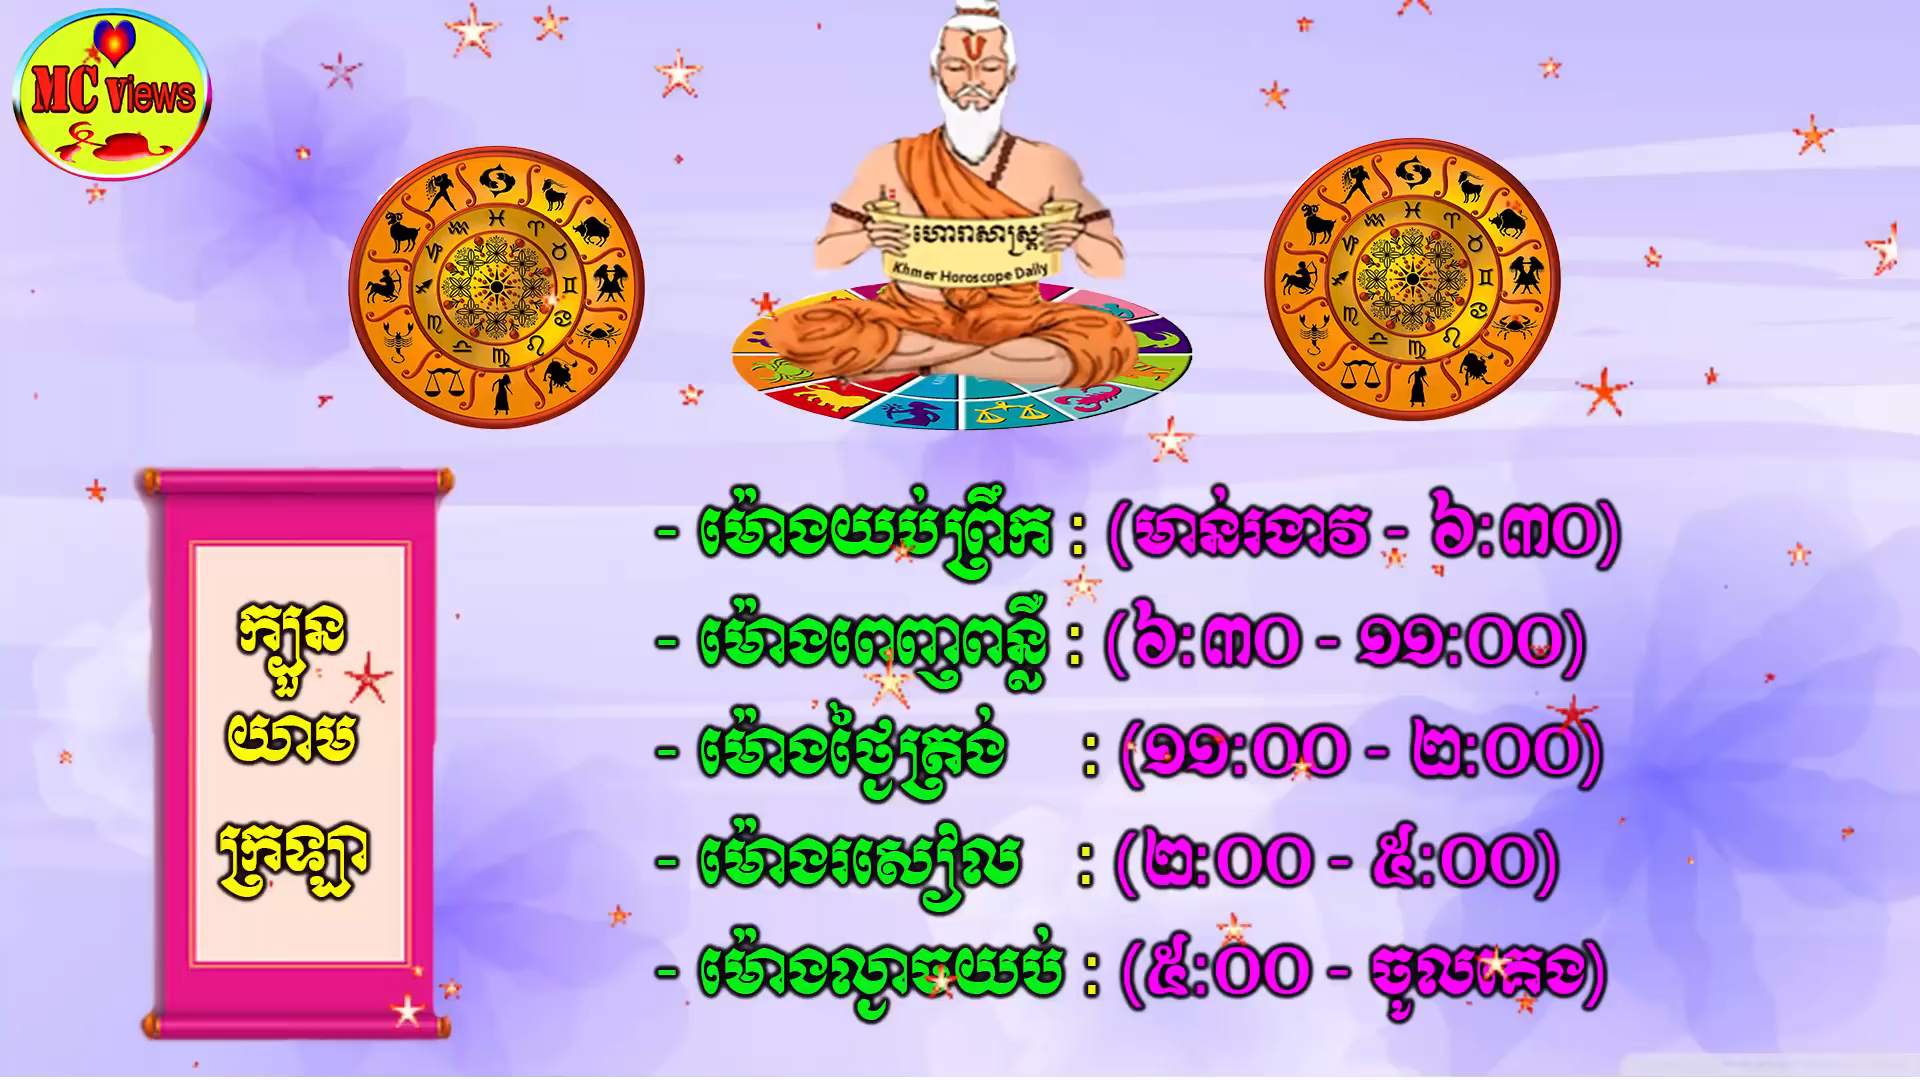 MC Views
ហោរាសាស្ត្រ
Khmer Horoscope Daily
ក្បួន
យាម
ក្រឡា
- ម៉ោងយប់ព្រឹក : (មាន់រងាវ - ៦:៣០)
- ម៉ោងពេញពន្លឺ : (៦:៣០ - ១១:០០)
- ម៉ោងថ្ងៃត្រង់ : (១១:០០ - ២:០០)
- ម៉ោងរសៀល : (២:០០ - ៥:០០)
- ម៉ោងល្ងាចយប់ : (៥:០០ - ចូលគេង)